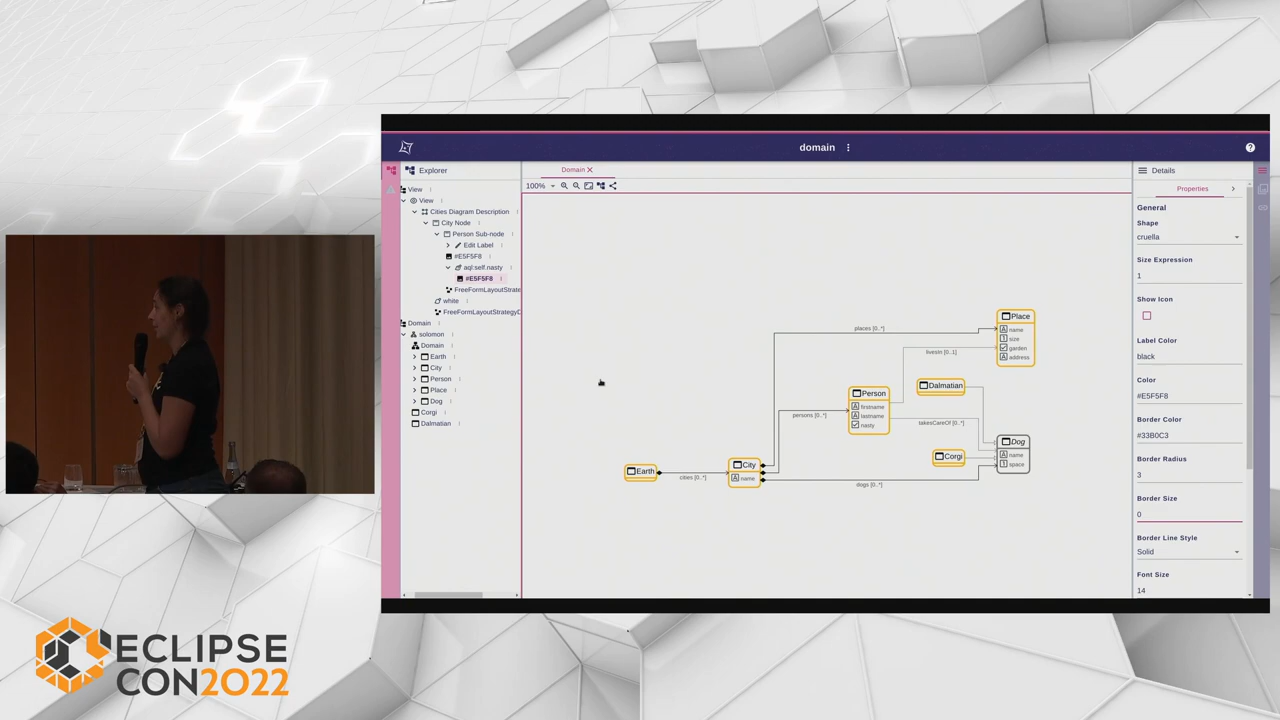 domain
Explorer
Domain
Details
100%
Properties
View
View
Cities Diagram Description
City Node
Person Sub-node
Edit Label
#E5F5F8
aql:self.nasty
#E5F5F8
FreeFormLayoutStrate
white
FreeFormLayoutStrategyD
Domain
solomon
Domain
Earth
City
Person
Place
Dog
Corgi
Dalmatian
Place
name
size
garden
address
places [0..*]
livesIn [0..1]
Dalmatian
Person
firstname
lastname
nasty
persons [0..*]
takesCareOf [0..*]
Dog
name
space
Corgi
Earth
cities [0..*]
City
name
dogs [0..*]
General
Shape
cruella
Size Expression
1
Show Icon
Label Color
black
Color
#E5F5F8
Border Color
#33B0C3
Border Radius
3
Border Size
0
Border Line Style
Solid
Font Size
14
ECLIPSE
CON2022